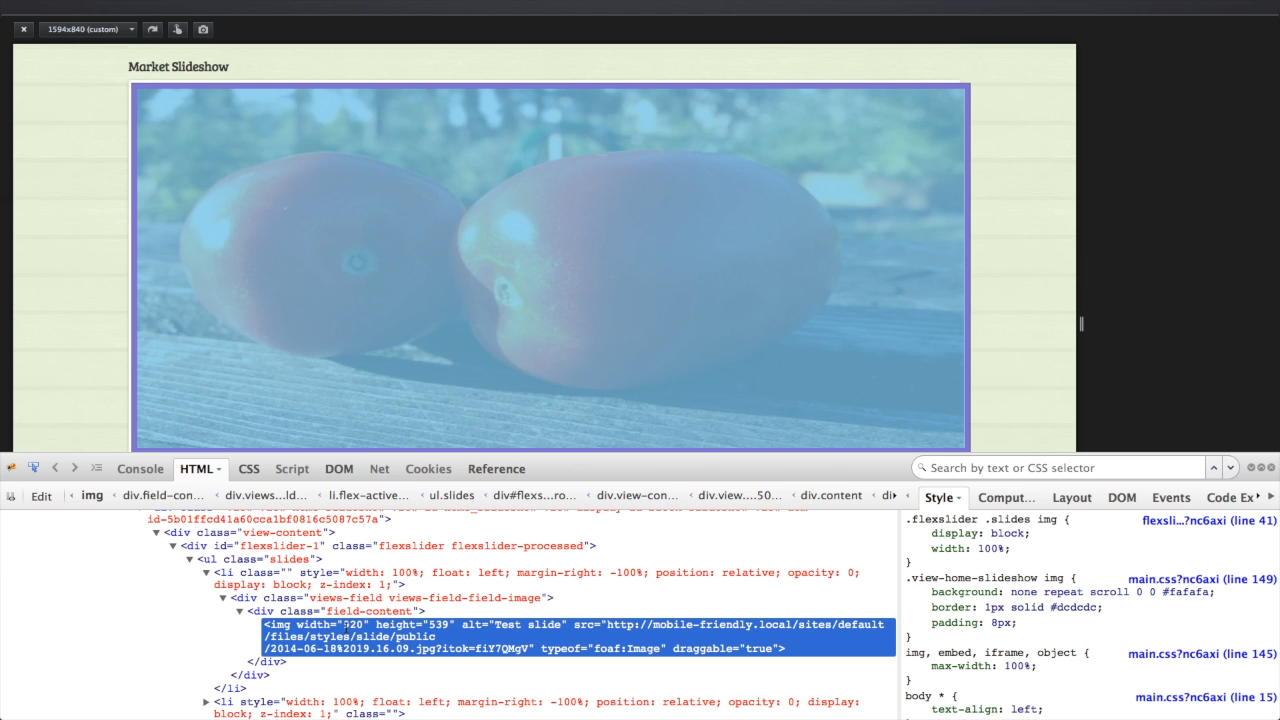 1594x840 (custom)
Market Slideshow
Console HTML CSS Script DOM Net Cookies Reference
Search by text or CSS selector
Edit img div.field-con... div.views...ld... li.flex-active... ul.slides div#flexs...ro... div.view-con... div.view....50... div.content di
Style Comput... Layout DOM Events Code Ex
id-5b01ffcd41a60cca1bf0816c5087c57a">
<div class="view-content">
<div id="flexslider-1" class="flexslider flexslider-processed">
<ul class="slides">
<li class="" style="width: 100%; float: left; margin-right: -100%; position: relative; opacity: 0;
display: block; z-index: 1;">
<div class="views-field views-field-field-image">
<div class="field-content">
<img width="920" height="539" alt="Test slide" src="http://mobile-friendly.local/sites/default
/files/styles/slide/public
/2014-06-18%2019.16.09.jpg?itok=fiY7QMgV" typeof="foaf:Image" draggable="true">
</div>
</div>
</li>
<li style="width: 100%; float: left; margin-right: -100%; position: relative; opacity: 0; display:
block; z-index: 1;" class="">
.flexslider .slides img { flexsli...?nc6axi (line 41)
display: block;
width: 100%;
}
.view-home-slideshow img { main.css?nc6axi (line 149)
background: none repeat scroll 0 0 #fafafa;
border: 1px solid #dcdcdc;
padding: 8px;
}
img, embed, iframe, object { main.css?nc6axi (line 145)
max-width: 100%;
}
body * { main.css?nc6axi (line 15)
text-align: left;